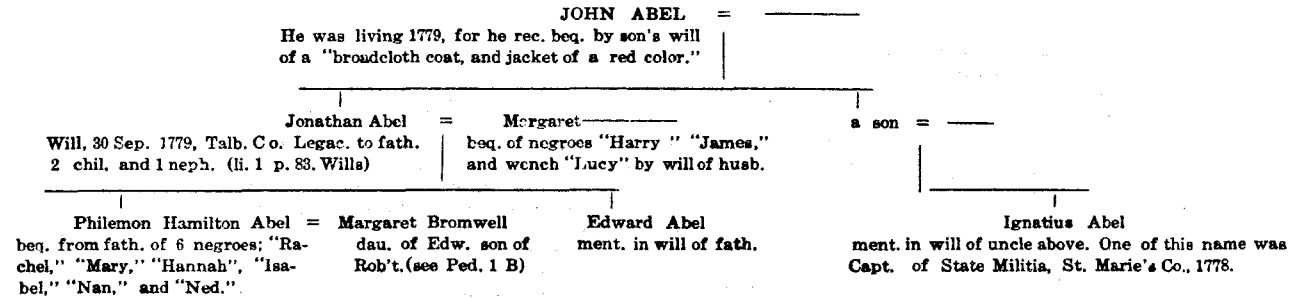 JOHN ABEL =
He was living 1779, for he rec. beq. by son's will
of a "broadcloth coat, and jacket of a red color."
Jonathan Abel = Margaret
Will, 30 Sep. 1779, Talb. Co. Legac. to fath.
2 chil. and 1 neph. (li. 1 p. 83. Wills)
beq. of negroes "Harry " "James,"
and wench "Lucy" by will of husb.
a son =
Philemon Hamilton Abel = Margaret Bromwell
beq. from fath. of 6 negroes; "Ra-
chel," "Mary," "Hannah", "Isa-
bel," "Nan," and "Ned."
dau. of Edw. son of
Rob't. (see Ped. 1 B)
Edward Abel
ment. in will of fath.
Ignatius Abel
ment. in will of uncle above. One of this name was
Capt. of State Militia, St. Marie's Co., 1778.